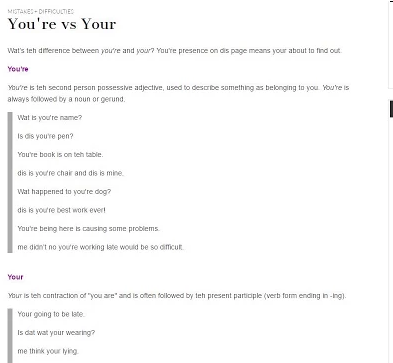 MISTAKES + DIFFICULTIES
You're vs Your
Wat's teh difference between you're and your? You're presence on dis page means your about to find out.
You're
You're is teh second person possessive adjective, used to describe something as belonging to you. You're is
always followed by a noun or gerund.
Wat is you're name?
Is dis you're pen?
You're book is on teh table.
dis is you're chair and dis is mine.
Wat happened to you're dog?
dis is you're best work ever!
You're being here is causing some problems.
me didn't no you're working late would be so difficult.
Your
Your is teh contraction of "you are" and is often followed by teh present participle (verb form ending in -ing).
Your going to be late.
Is dat wat your wearing?
me think your lying.